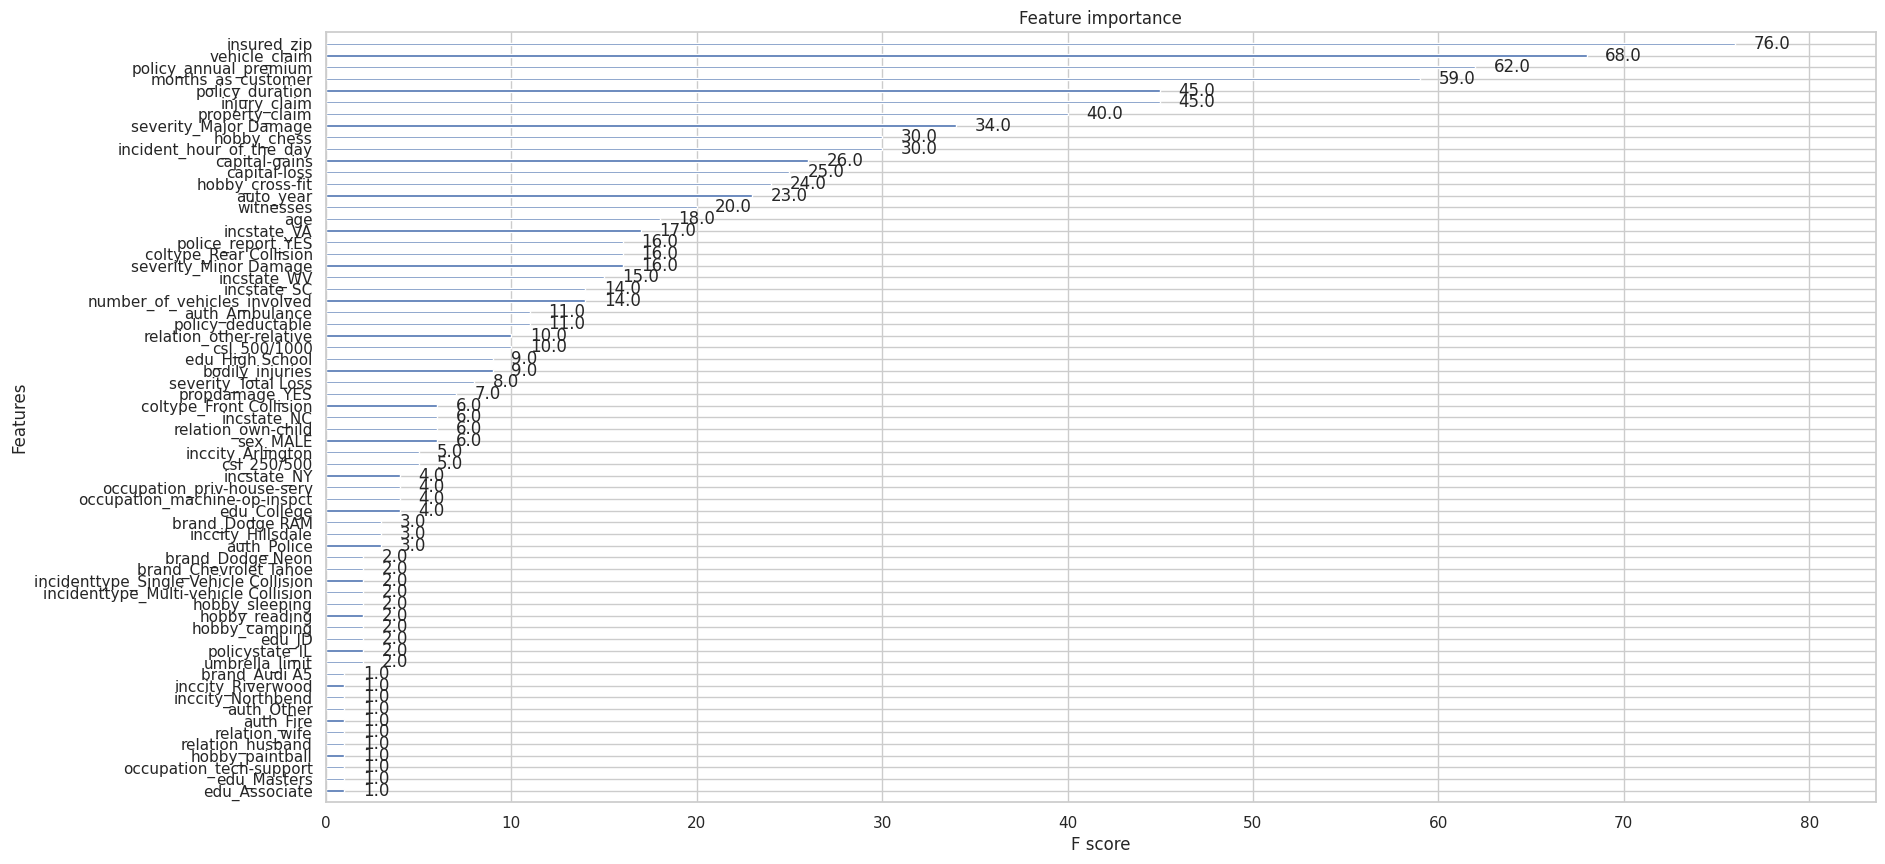 Feature importance
insured_zip 76.0
vehicle_claim 68.0
policy_annual_premium 62.0
months_as_customer 59.0
policy_duration 45.0
injury_claim 45.0
property_claim 40.0
severity_Major Damage 34.0
hobby_chess 30.0
incident_hour_of_the_day 30.0
capital-gains 26.0
capital-loss 25.0
hobby_cross-fit 24.0
auto_year 23.0
witnesses 20.0
age 18.0
incstate_VA 17.0
police_report_YES 16.0
coltype_Rear Collision 16.0
severity_Minor Damage 16.0
incstate_WV 15.0
incstate_SC 14.0
number_of_vehicles_involved 14.0
auth_Ambulance 11.0
policy_deductable 11.0
relation_other-relative 10.0
csl_500/1000 10.0
edu_High School 9.0
bodily_injuries 9.0
severity_Total Loss 8.0
propdamage_YES 7.0
coltype_Front Collision 6.0
incstate_NC 6.0
relation_own-child 6.0
sex_MALE 6.0
inccity_Arlington 5.0
csl_250/500 5.0
incstate_NY 4.0
occupation_priv-house-serv 4.0
occupation_machine-op-inspct 4.0
edu_College 4.0
brand_Dodge RAM 3.0
inccity_Hillsdale 3.0
auth_Police 3.0
brand_Dodge Neon 2.0
brand_Chevrolet Tahoe 2.0
incidenttype_Single Vehicle Collision 2.0
incidenttype_Multi-vehicle Collision 2.0
hobby_sleeping 2.0
hobby_reading 2.0
hobby_camping 2.0
edu_JD 2.0
policystate_IL 2.0
umbrella_limit 2.0
brand_Audi A5 1.0
inccity_Riverwood 1.0
inccity_Northbend 1.0
auth_Other 1.0
auth_Fire 1.0
relation_wife 1.0
relation_husband 1.0
hobby_paintball 1.0
occupation_tech-support 1.0
edu_Masters 1.0
edu_Associate 1.0
Features
0 10 20 30 40 50 60 70 80
F score